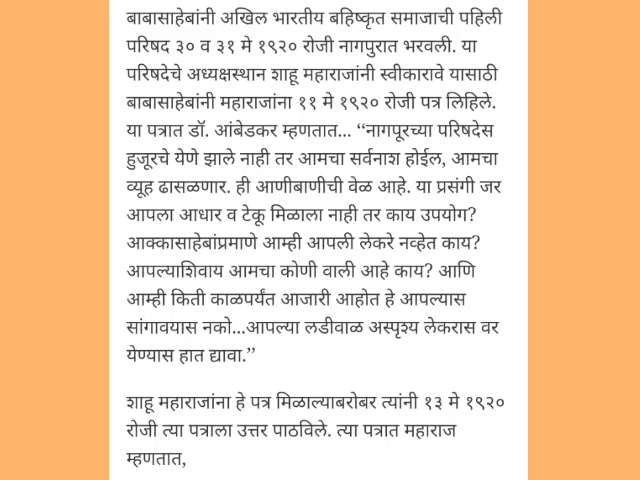 बाबासाहेबांनी अखिल भारतीय बहिष्कृत समाजाची पहिली
परिषद ३० व ३१ मे १९२० रोजी नागपुरात भरवली. या
परिषदेचे अध्यक्षस्थान शाहू महाराजांनी स्वीकारावे यासाठी
बाबासाहेबांनी महाराजांना ११ मे १९२० रोजी पत्र लिहिले.
या पत्रात डॉ. आंबेडकर म्हणतात... ‘‘नागपूरच्या परिषदेस
हुजूरचे येणे झाले नाही तर आमचा सर्वनाश होईल, आमचा
व्यूह ढासळणार. ही आणीबाणीची वेळ आहे. या प्रसंगी जर
आपला आधार व टेकू मिळाला नाही तर काय उपयोग?
आक्कासाहेबांप्रमाणे आम्ही आपली लेकरे नव्हेत काय?
आपल्याशिवाय आमचा कोणी वाली आहे काय? आणि
आम्ही किती काळपर्यंत आजारी आहोत हे आपल्यास
सांगावयास नको...आपल्या लडीवाळ अस्पृश्य लेकरास वर
येण्यास हात द्यावा.’’
शाहू महाराजांना हे पत्र मिळाल्याबरोबर त्यांनी १३ मे १९२०
रोजी त्या पत्राला उत्तर पाठविले. त्या पत्रात महाराज
म्हणतात,